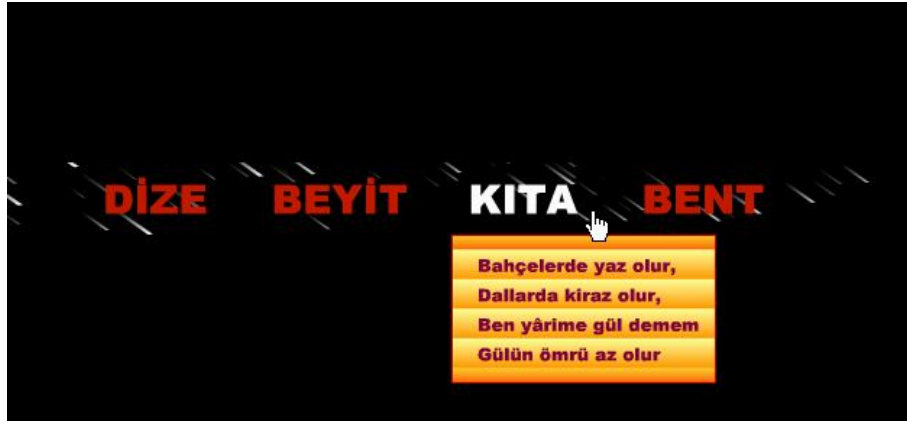 DİZE BEYİT KITA BENT
Bahçelerde yaz olur,
Dallarda kiraz olur,
Ben yârime gül demem
Gülün ömrü az olur